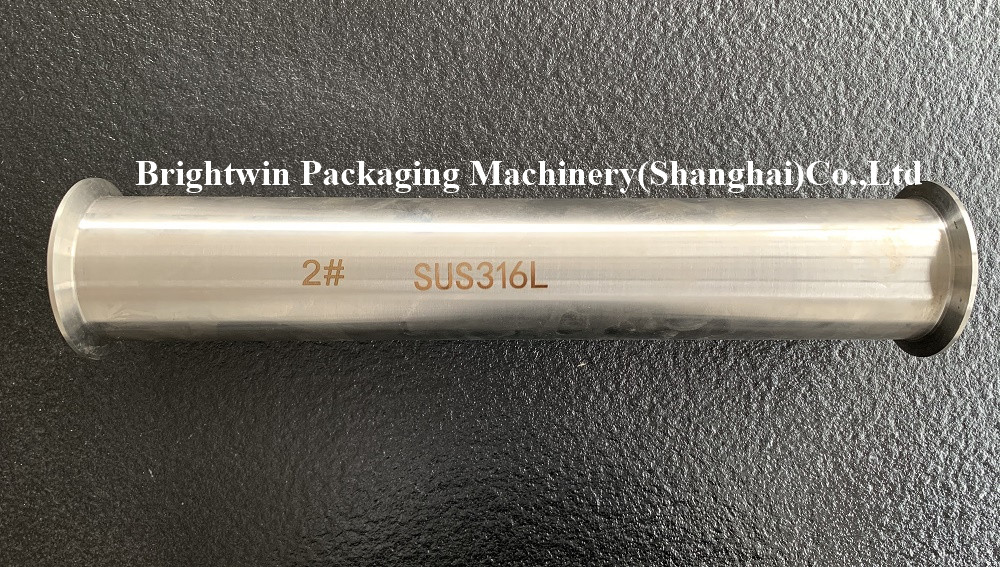 Brightwin Packaging Machinery(Shanghai)Co.,Ltd
2# SUS316L